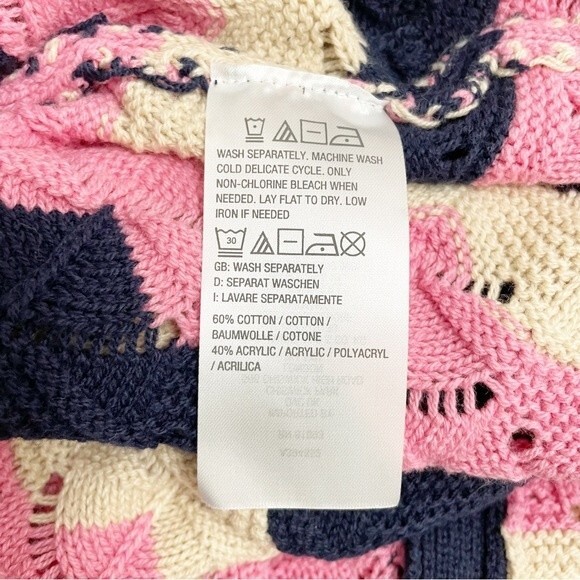 WASH SEPARATELY. MACHINE WASH
COLD DELICATE CYCLE. ONLY
NON-CHLORINE BLEACH WHEN
NEEDED. LAY FLAT TO DRY. LOW
IRON IF NEEDED
30
GB: WASH SEPARATELY
D: SEPARAT WASCHEN
I: LAVARE SEPARATAMENTE
60% COTTON / COTTON /
BAUMWOLLE / COTONE
40% ACRYLIC / ACRYLIC / POLYACRYL
/ ACRILICA